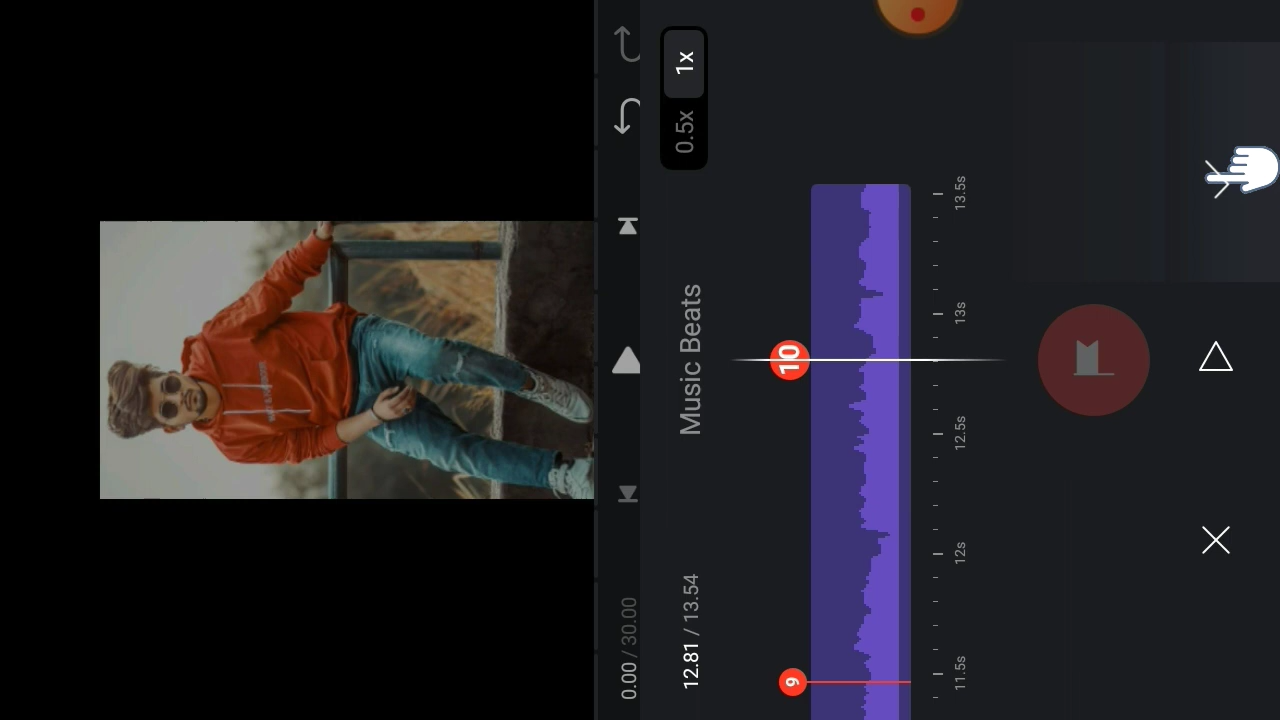 0.00 / 30.00
1x
0.5x
Music Beats
12.81 / 13.54
10
9
11.5s
12s
12.5s
13s
13.5s